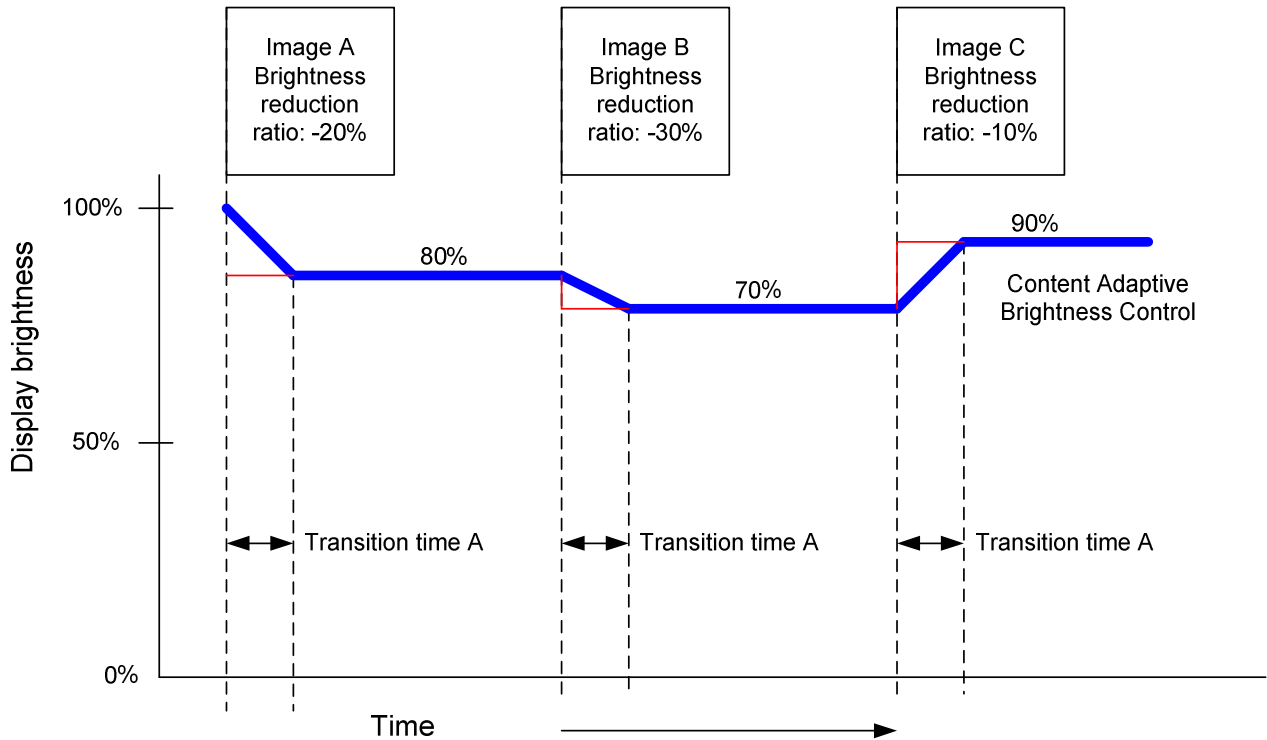 Image A
Brightness
reduction
ratio: -20%
Image B
Brightness
reduction
ratio: -30%
Image C
Brightness
reduction
ratio: -10%
100%
80%
70%
90%
Content Adaptive
Brightness Control
Display brightness
50%
Transition time A
Transition time A
Transition time A
0%
Time